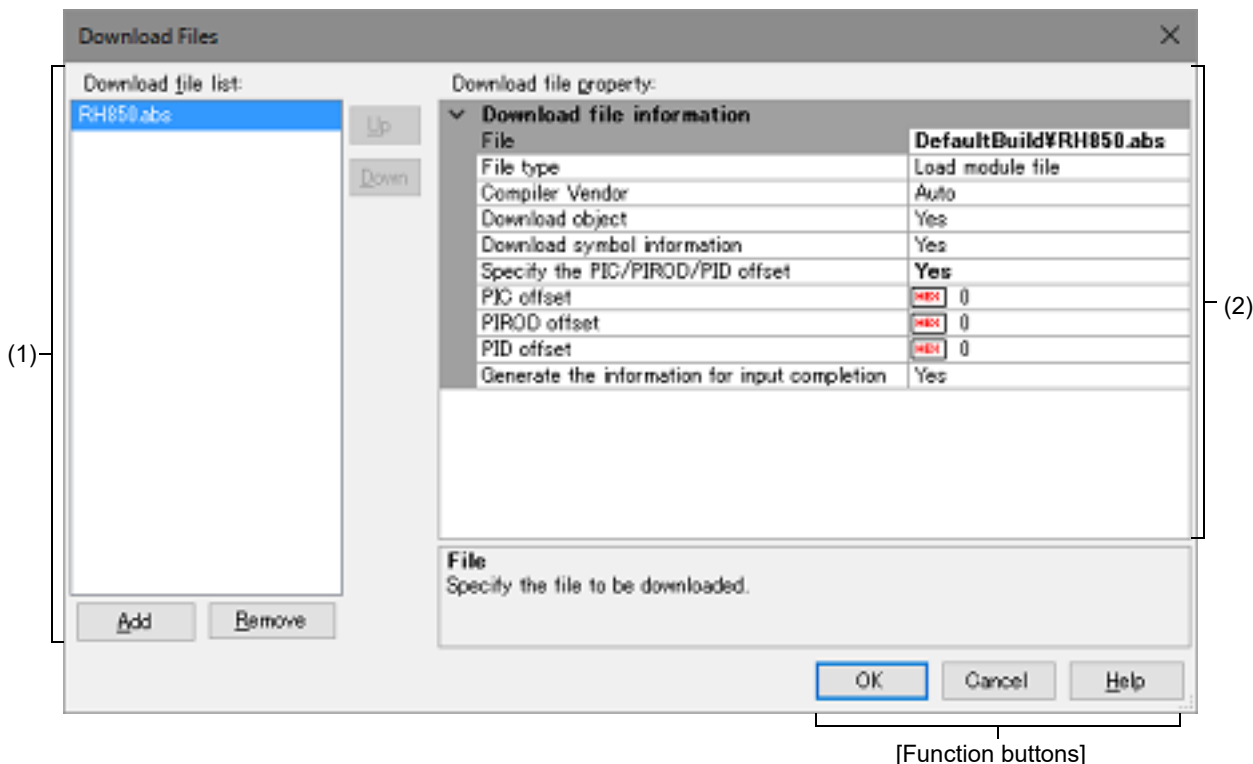 Download Files
(1)
Download file list:
RH850.abs
Up
Down
Add
Remove
Download file property:
Download file information
File DefaultBuild¥RH850.abs
File type Load module file
Compiler Vendor Auto
Download object Yes
Download symbol information Yes
Specify the PIC/PIROD/PID offset Yes
PIC offset HEX 0
PIROD offset HEX 0
PID offset HEX 0
Generate the information for input completion Yes
(2)
File
Specify the file to be downloaded.
OK Cancel Help
[Function buttons]